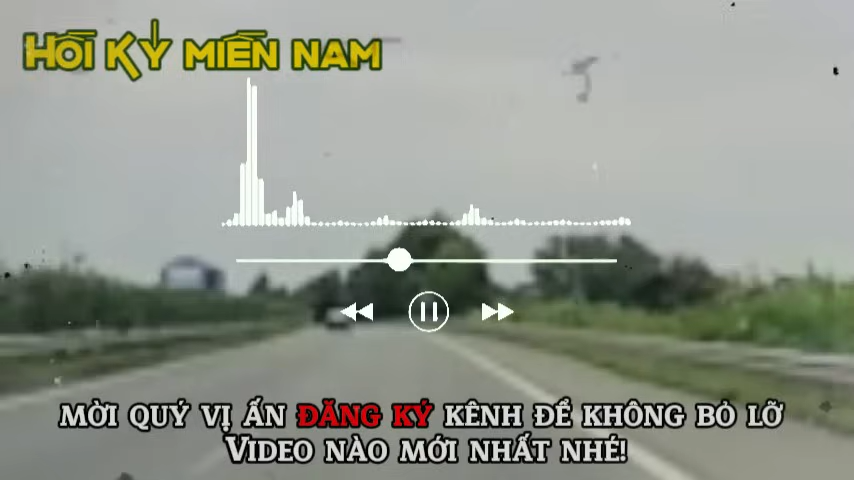 HỒI KÝ MIỀN NAM
MỜI QUÝ VỊ ẤN ĐĂNG KÝ KÊNH ĐỂ KHÔNG BỎ LỠ
VIDEO NÀO MỚI NHẤT NHÉ!